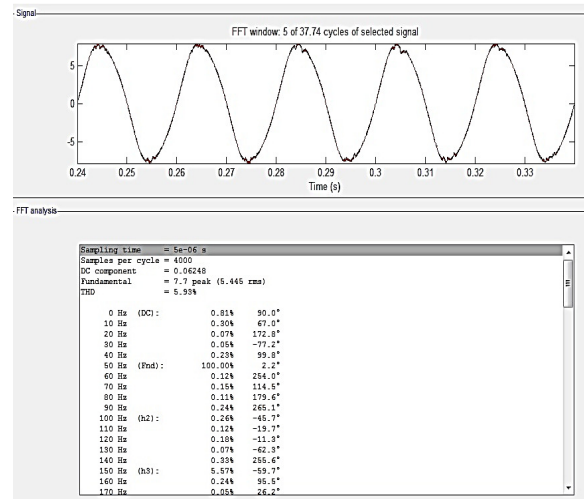 Signal
FFT window: 5 of 37.74 cycles of selected signal
5
0
-5
0.24 0.25 0.26 0.27 0.28 0.29 0.3 0.31 0.32 0.33
Time (s)
FFT analysis
Sampling time = 5e-06 s
Samples per cycle = 4000
DC component = 0.06248
Fundamental = 7.7 peak (5.445 rms)
THD = 5.93%
0 Hz (DC): 0.81% 90.0°
10 Hz 0.30% 67.0°
20 Hz 0.07% 172.8°
30 Hz 0.05% -77.2°
40 Hz 0.23% 99.8°
50 Hz (Fnd): 100.00% 2.2°
60 Hz 0.12% 254.0°
70 Hz 0.15% 114.5°
80 Hz 0.11% 179.6°
90 Hz 0.24% 265.1°
100 Hz (h2): 0.26% -45.7°
110 Hz 0.12% -19.7°
120 Hz 0.18% -11.3°
130 Hz 0.07% -62.3°
140 Hz 0.33% 255.6°
150 Hz (h3): 5.57% -59.7°
160 Hz 0.24% 95.5°
170 Hz 0.05% 26.2°